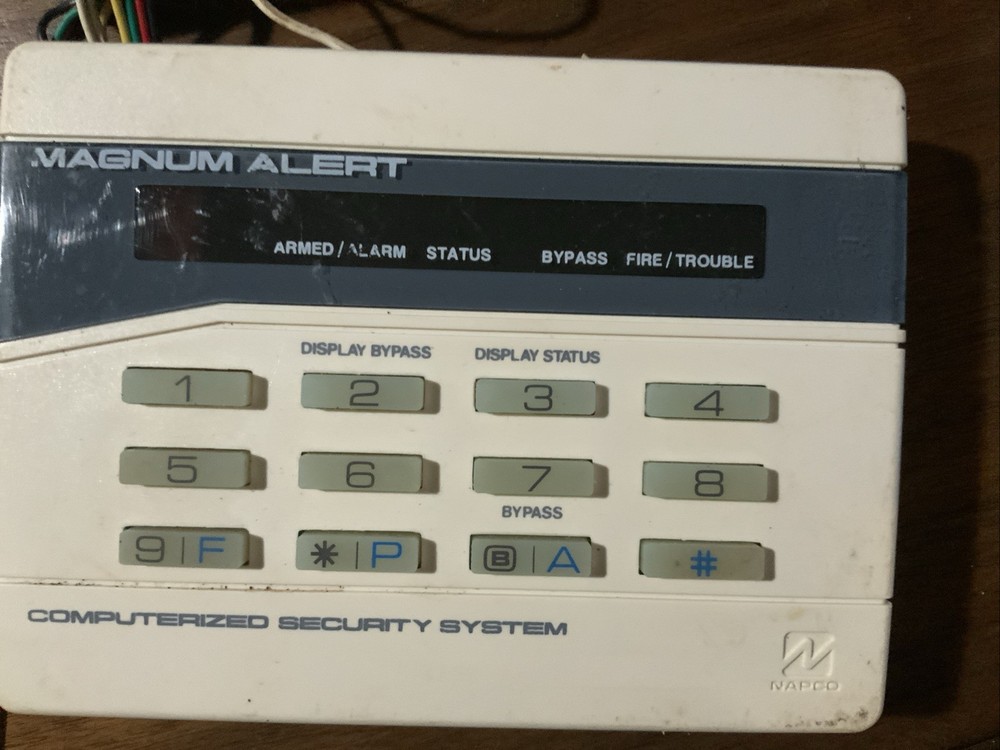 MAGNUM ALERT
ARMED / ALARM STATUS BYPASS FIRE / TROUBLE
DISPLAY BYPASS DISPLAY STATUS
1 2 3 4
5 6 7 8
BYPASS
9 | F * | P B | A #
COMPUTERIZED SECURITY SYSTEM
NAPCO